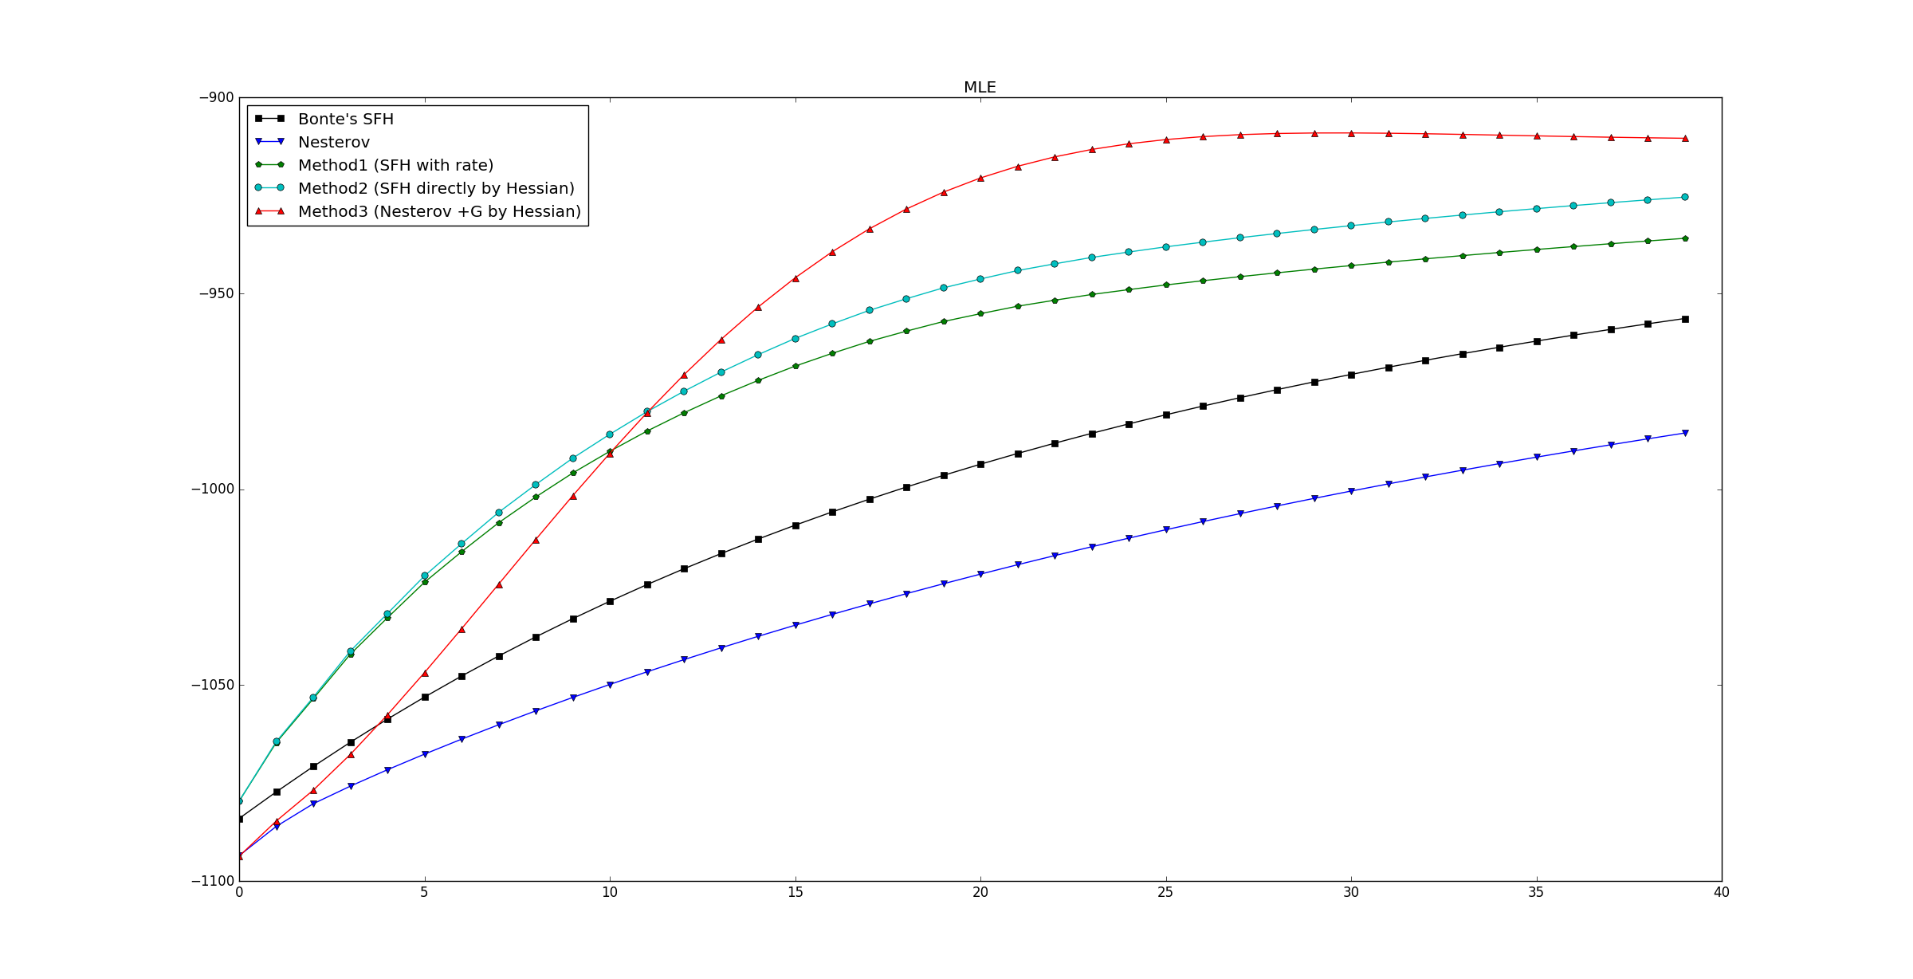 MLE
Bonte's SFH
Nesterov
Method1 (SFH with rate)
Method2 (SFH directly by Hessian)
Method3 (Nesterov +G by Hessian)
−900
−950
−1000
−1050
−1100
0 5 10 15 20 25 30 35 40